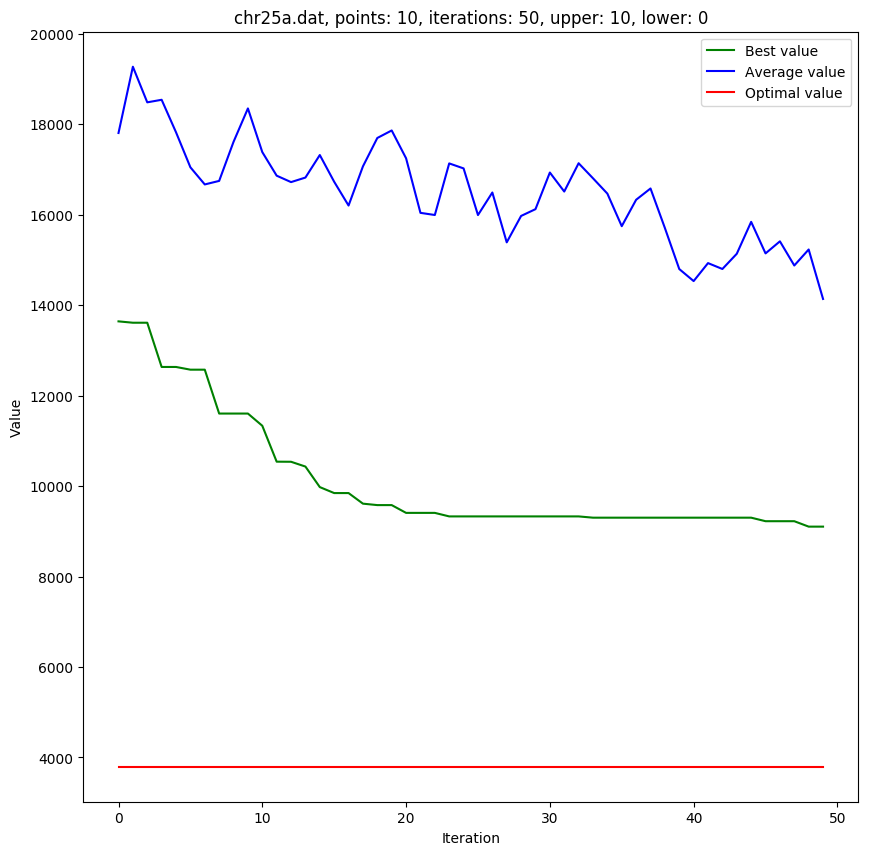 chr25a.dat, points: 10, iterations: 50, upper: 10, lower: 0
Best value
Average value
Optimal value
20000
18000
16000
14000
12000
10000
8000
6000
4000
Value
0 10 20 30 40 50
Iteration